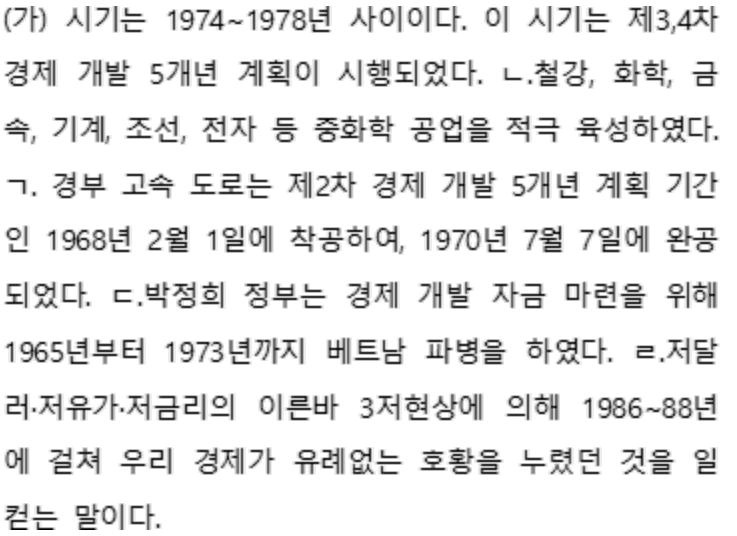 (가) 시기는 1974~1978년 사이이다. 이 시기는 제3,4차
경제 개발 5개년 계획이 시행되었다. ㄴ.철강, 화학, 금
속, 기계, 조선, 전자 등 중화학 공업을 적극 육성하였다.
ㄱ. 경부 고속 도로는 제2차 경제 개발 5개년 계획 기간
인 1968년 2월 1일에 착공하여, 1970년 7월 7일에 완공
되었다. ㄷ.박정희 정부는 경제 개발 자금 마련을 위해
1965년부터 1973년까지 베트남 파병을 하였다. ㄹ.저달
러·저유가·저금리의 이른바 3저현상에 의해 1986~88년
에 걸쳐 우리 경제가 유례없는 호황을 누렸던 것을 일
컫는 말이다.